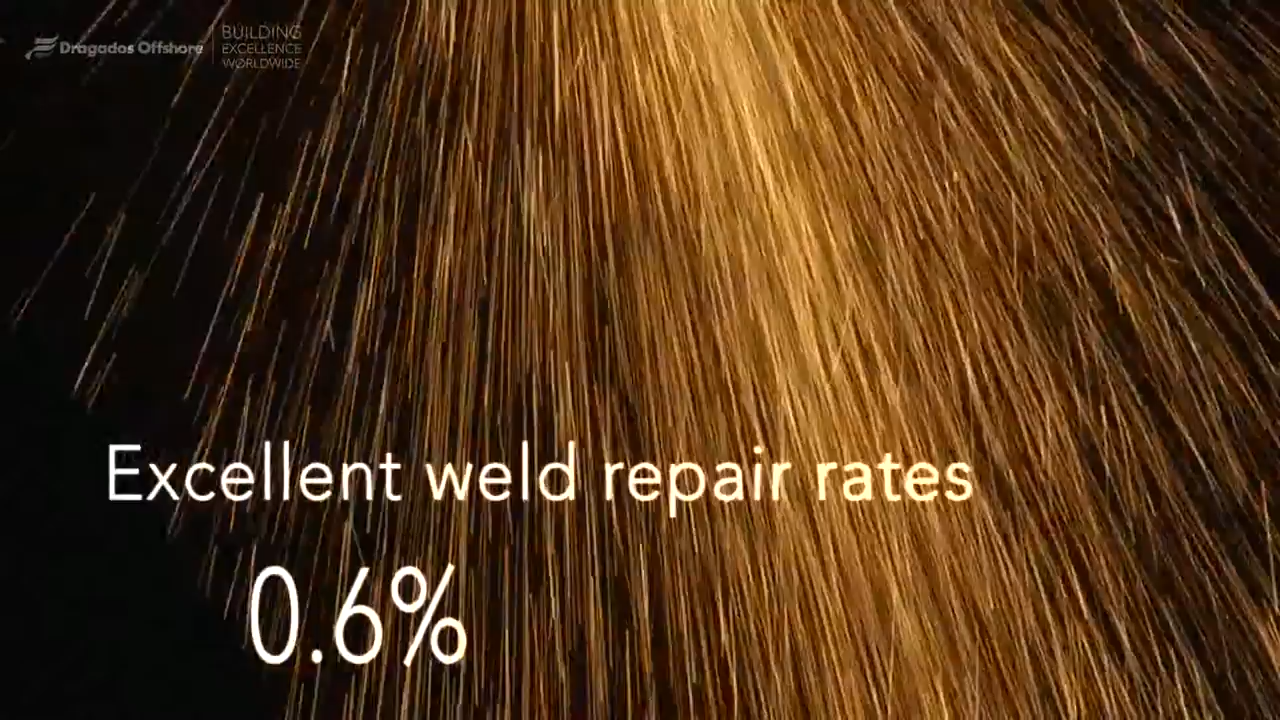 Dragados Offshore
BUILDING
EXCELLENCE
WORLDWIDE
Excellent weld repair rates
0.6%